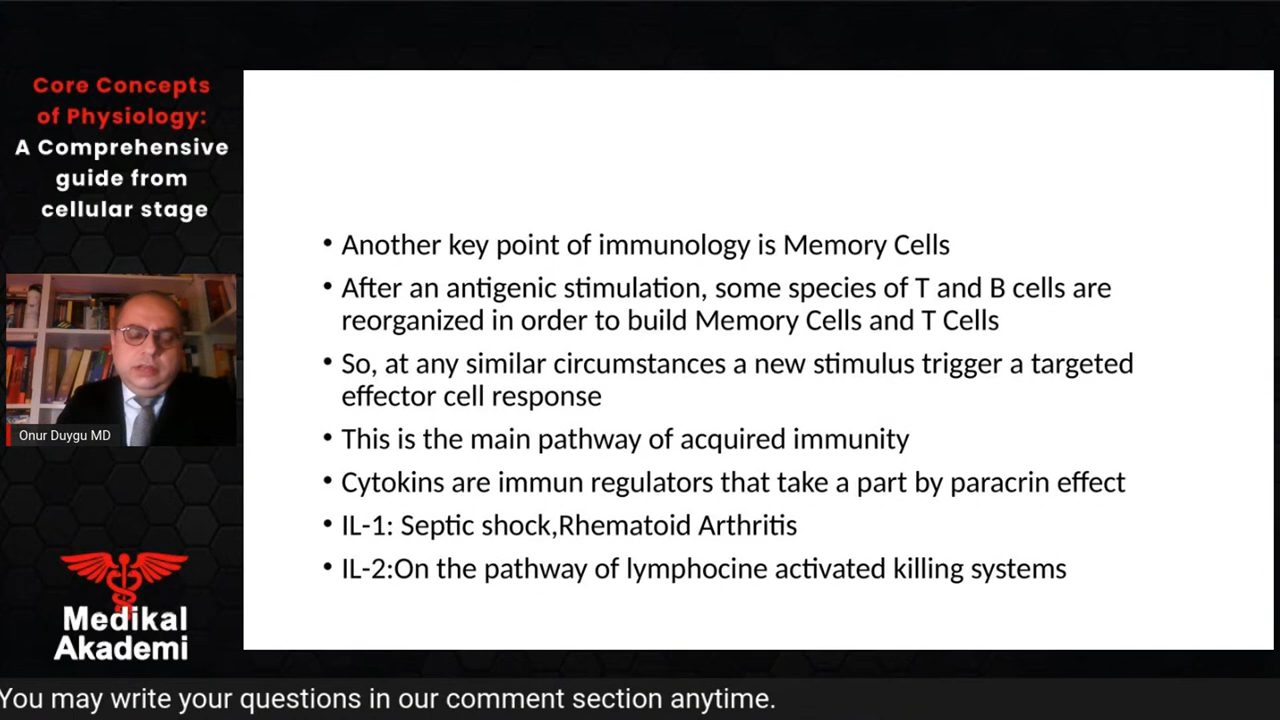 Core Concepts
of Physiology:
A Comprehensive
guide from
cellular stage
Onur Duygu MD
Medikal
Akademi
• Another key point of immunology is Memory Cells
• After an antigenic stimulation, some species of T and B cells are
reorganized in order to build Memory Cells and T Cells
• So, at any similar circumstances a new stimulus trigger a targeted
effector cell response
• This is the main pathway of acquired immunity
• Cytokins are immun regulators that take a part by paracrin effect
• IL-1: Septic shock,Rhematoid Arthritis
• IL-2:On the pathway of lymphocine activated killing systems
You may write your questions in our comment section anytime.